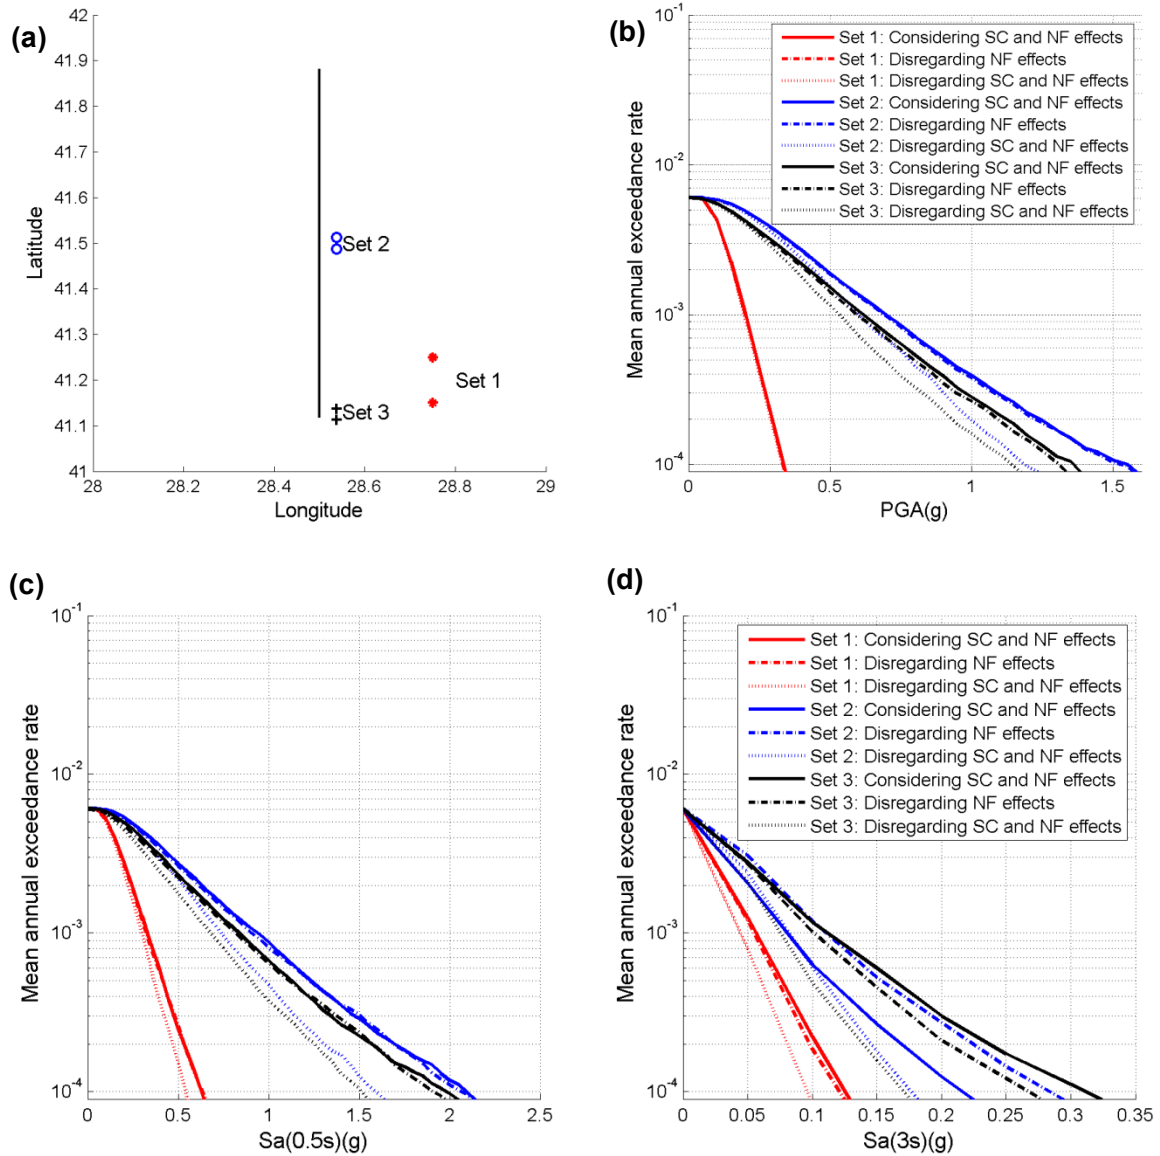 (a)
42
41.9
41.8
41.7
41.6
41.5
41.4
41.3
41.2
41.1
41
Latitude
Set 2
Set 1
Set 3
28
28.2
28.4
28.6
28.8
29
Longitude
(b)
10^-1
10^-2
10^-3
10^-4
Mean annual exceedance rate
Set 1: Considering SC and NF effects
Set 1: Disregarding NF effects
Set 1: Disregarding SC and NF effects
Set 2: Considering SC and NF effects
Set 2: Disregarding NF effects
Set 2: Disregarding SC and NF effects
Set 3: Considering SC and NF effects
Set 3: Disregarding NF effects
Set 3: Disregarding SC and NF effects
0
0.5
1
1.5
PGA(g)
(c)
10^-1
10^-2
10^-3
10^-4
Mean annual exceedance rate
0
0.5
1
1.5
2
2.5
Sa(0.5s)(g)
(d)
10^-1
10^-2
10^-3
10^-4
Mean annual exceedance rate
Set 1: Considering SC and NF effects
Set 1: Disregarding NF effects
Set 1: Disregarding SC and NF effects
Set 2: Considering SC and NF effects
Set 2: Disregarding NF effects
Set 2: Disregarding SC and NF effects
Set 3: Considering SC and NF effects
Set 3: Disregarding NF effects
Set 3: Disregarding SC and NF effects
0
0.05
0.1
0.15
0.2
0.25
0.3
0.35
Sa(3s)(g)